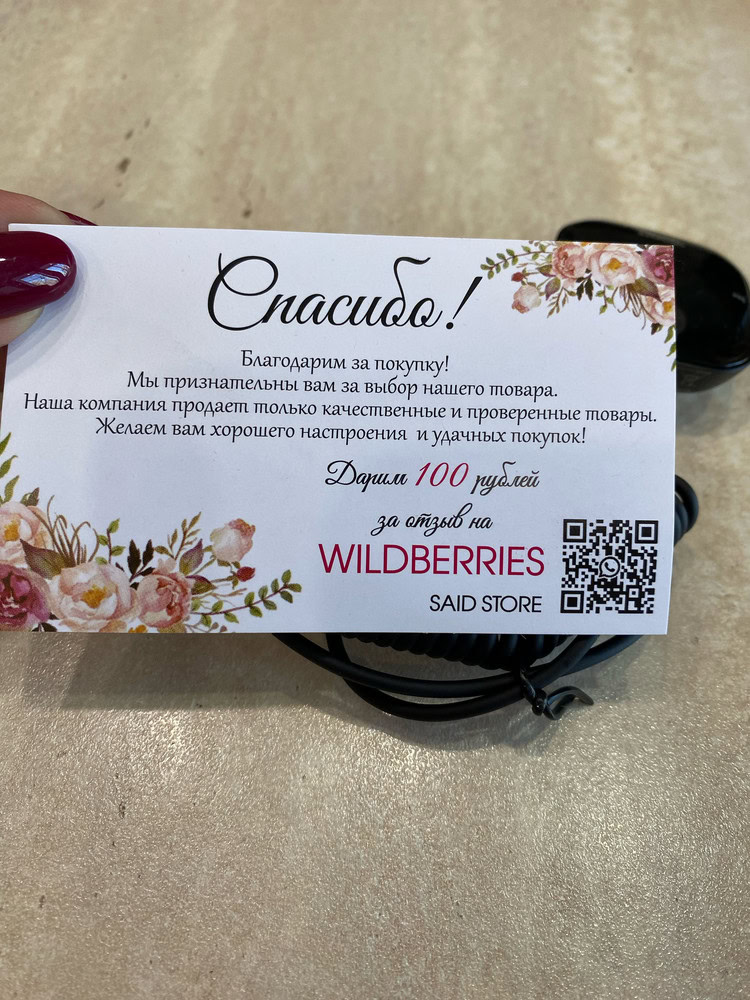 Спасибо!
Благодарим за покупку!
Мы признательны вам за выбор нашего товара.
Наша компания продает только качественные и проверенные товары.
Желаем вам хорошего настроения и удачных покупок!
Дарим 100 рублей
за отзыв на
WILDBERRIES
SAID STORE